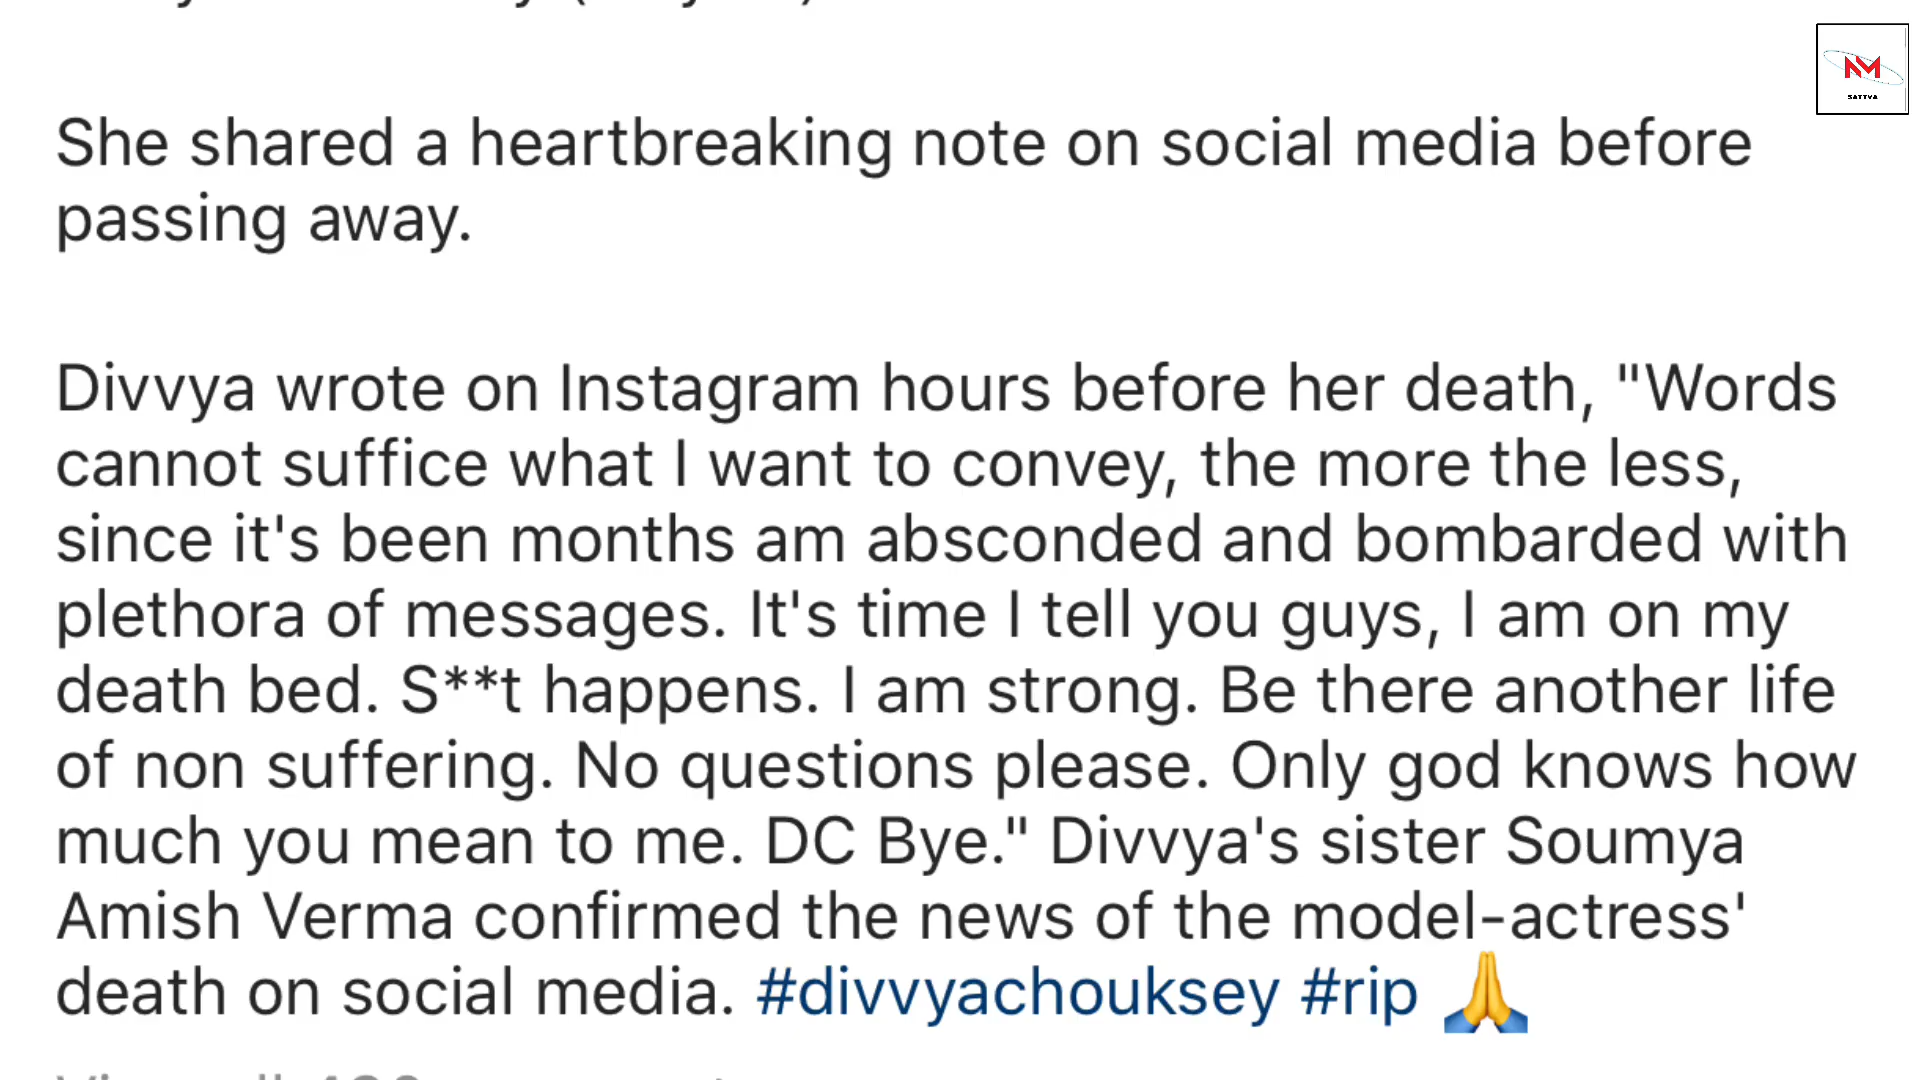 NM
SATTVA
She shared a heartbreaking note on social media before
passing away.
Divvya wrote on Instagram hours before her death, "Words
cannot suffice what I want to convey, the more the less,
since it's been months am absconded and bombarded with
plethora of messages. It's time I tell you guys, I am on my
death bed. S**t happens. I am strong. Be there another life
of non suffering. No questions please. Only god knows how
much you mean to me. DC Bye." Divvya's sister Soumya
Amish Verma confirmed the news of the model-actress'
death on social media. #divvyachouksey #rip 🙏